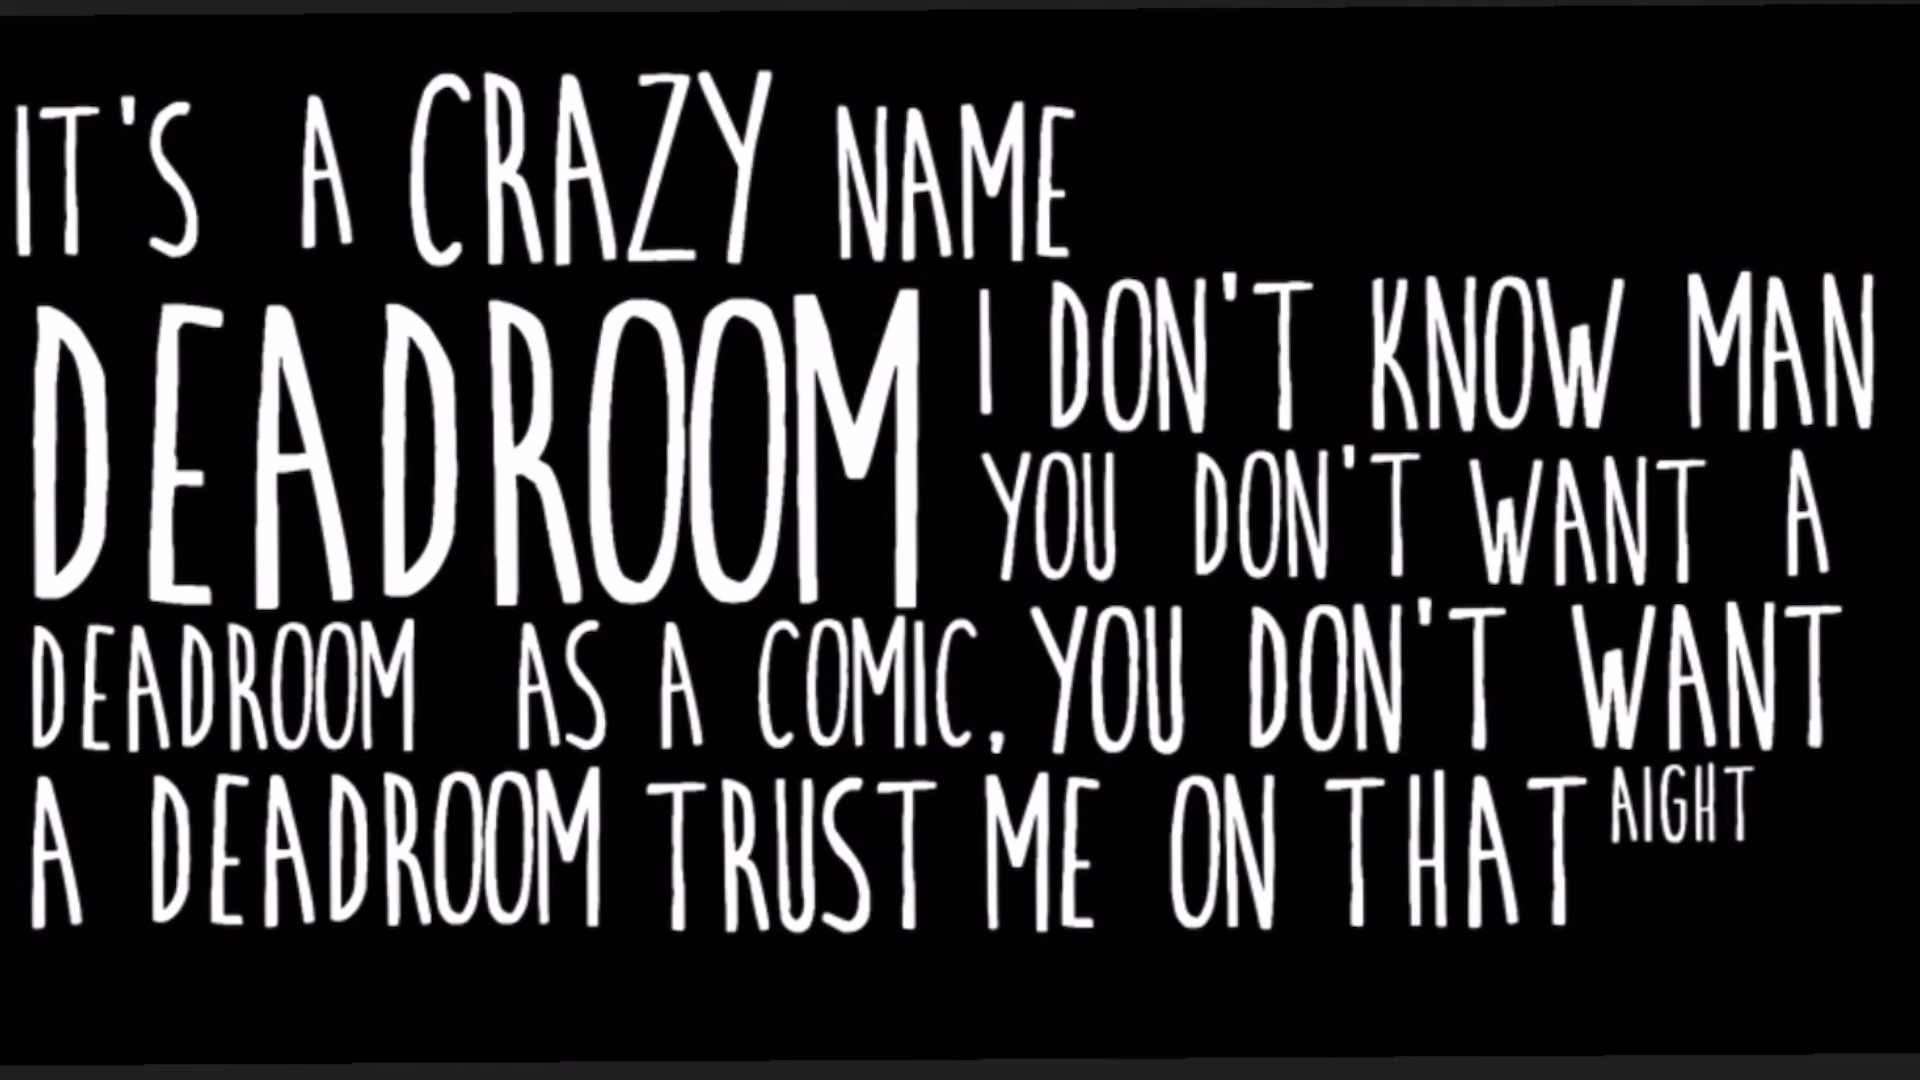 IT'S A CRAZY NAME
DEADROOM I DON'T KNOW MAN
YOU DON'T WANT A
DEADROOM AS A COMIC, YOU DON'T WANT
A DEADROOM TRUST ME ON THAT AIGHT